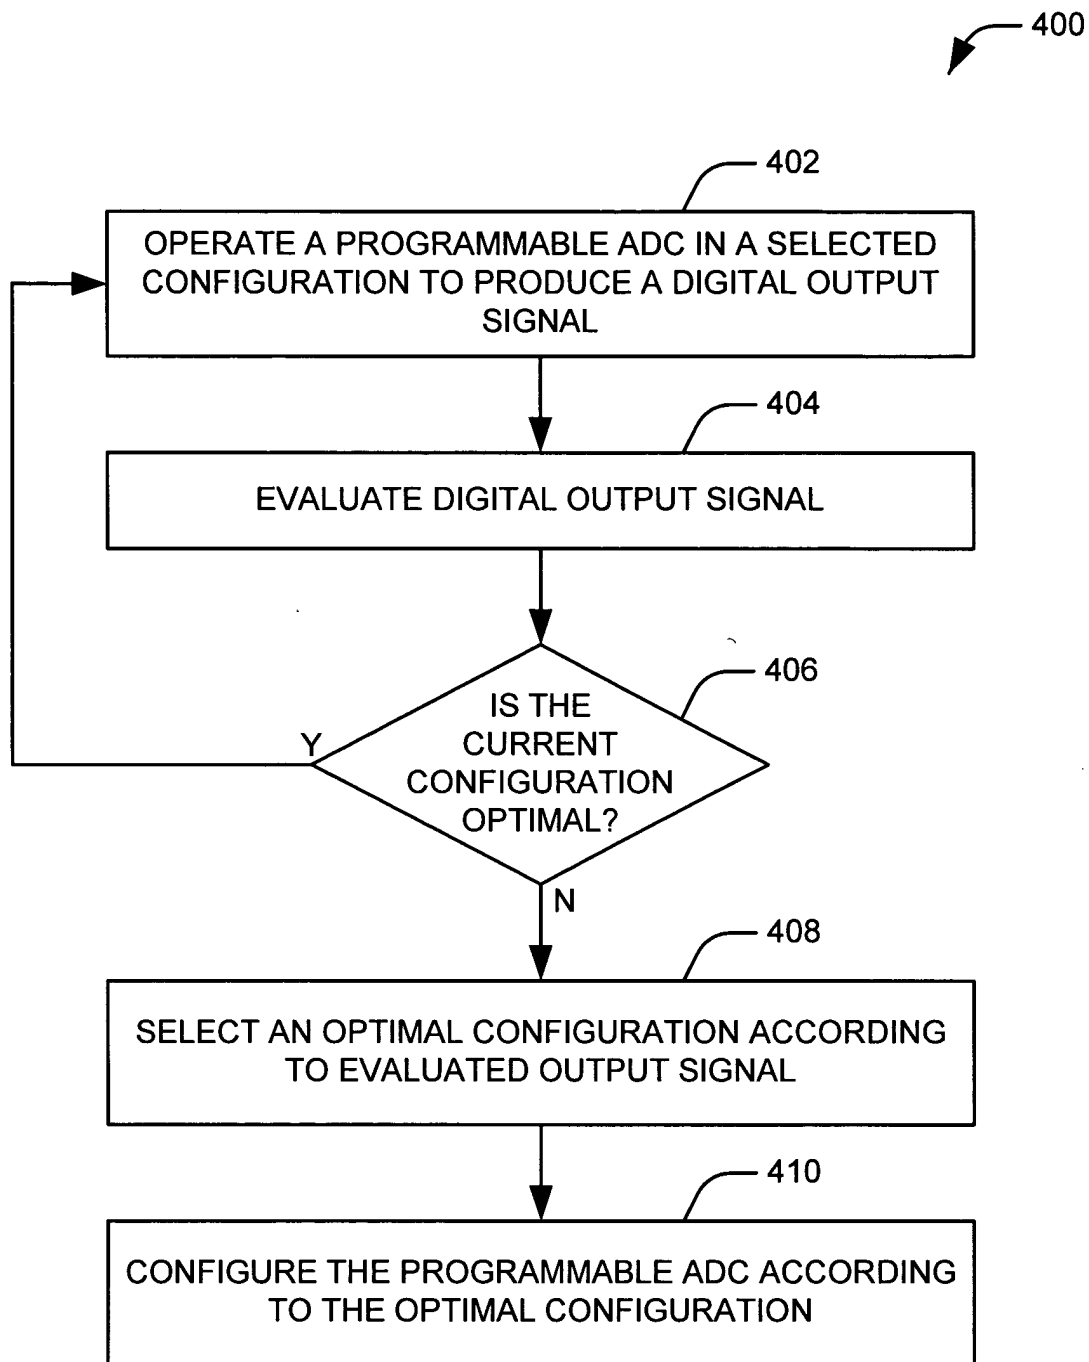 400
402
OPERATE A PROGRAMMABLE ADC IN A SELECTED
CONFIGURATION TO PRODUCE A DIGITAL OUTPUT
SIGNAL
404
EVALUATE DIGITAL OUTPUT SIGNAL
406
IS THE
CURRENT
CONFIGURATION
OPTIMAL?
Y
N
408
SELECT AN OPTIMAL CONFIGURATION ACCORDING
TO EVALUATED OUTPUT SIGNAL
410
CONFIGURE THE PROGRAMMABLE ADC ACCORDING
TO THE OPTIMAL CONFIGURATION